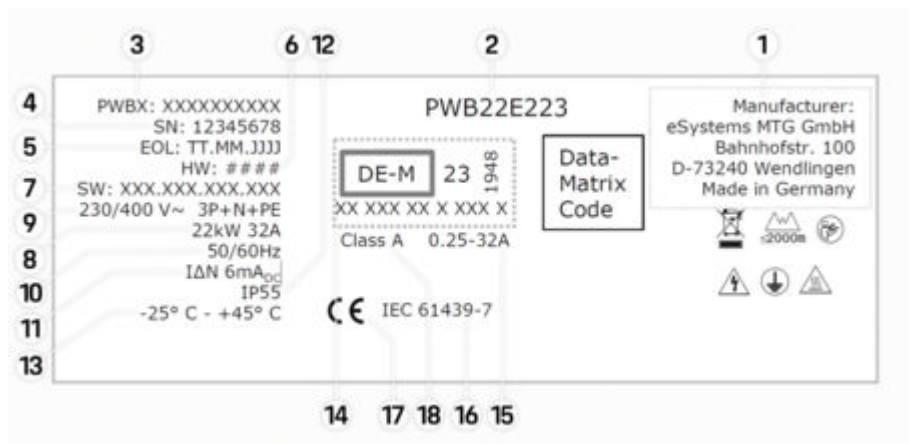 3 6 12 2 1
4 PWBX: XXXXXXXXXX
SN: 12345678
5 EOL: TT.MM.JJJJ
HW: ####
7 SW: XXX.XXX.XXX.XXX
9 230/400 V~ 3P+N+PE
22kW 32A
8 50/60Hz
10 IΔN 6mADC
11 IP55
13 -25° C - +45° C
PWB22E223
DE-M 23 1948
XX XXX XX X XXX X
Class A 0.25-32A
CE IEC 61439-7
Data-
Matrix
Code
Manufacturer:
eSystems MTG GmbH
Bahnhofstr. 100
D-73240 Wendlingen
Made in Germany
≤2000m
14 17 18 16 15